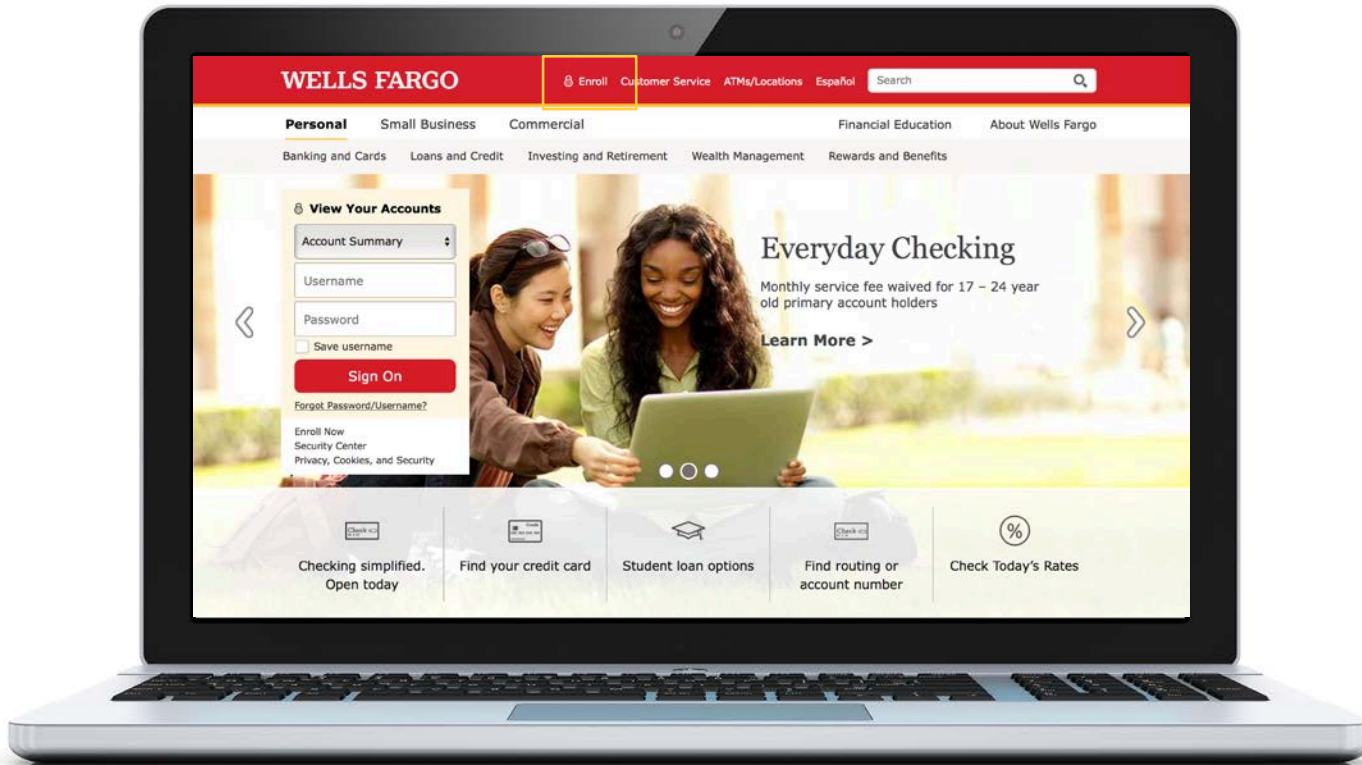 WELLS FARGO
Enroll Customer Service ATMs/Locations Español Search
Personal Small Business Commercial Financial Education About Wells Fargo
Banking and Cards Loans and Credit Investing and Retirement Wealth Management Rewards and Benefits
View Your Accounts
Account Summary
Username
Password
Save username
Sign On
Forgot Password/Username?
Enroll Now
Security Center
Privacy, Cookies, and Security
Everyday Checking
Monthly service fee waived for 17 – 24 year
old primary account holders
Learn More >
Check
Checking simplified.
Open today
Find your credit card
Student loan options
Check
Find routing or
account number
%
Check Today's Rates